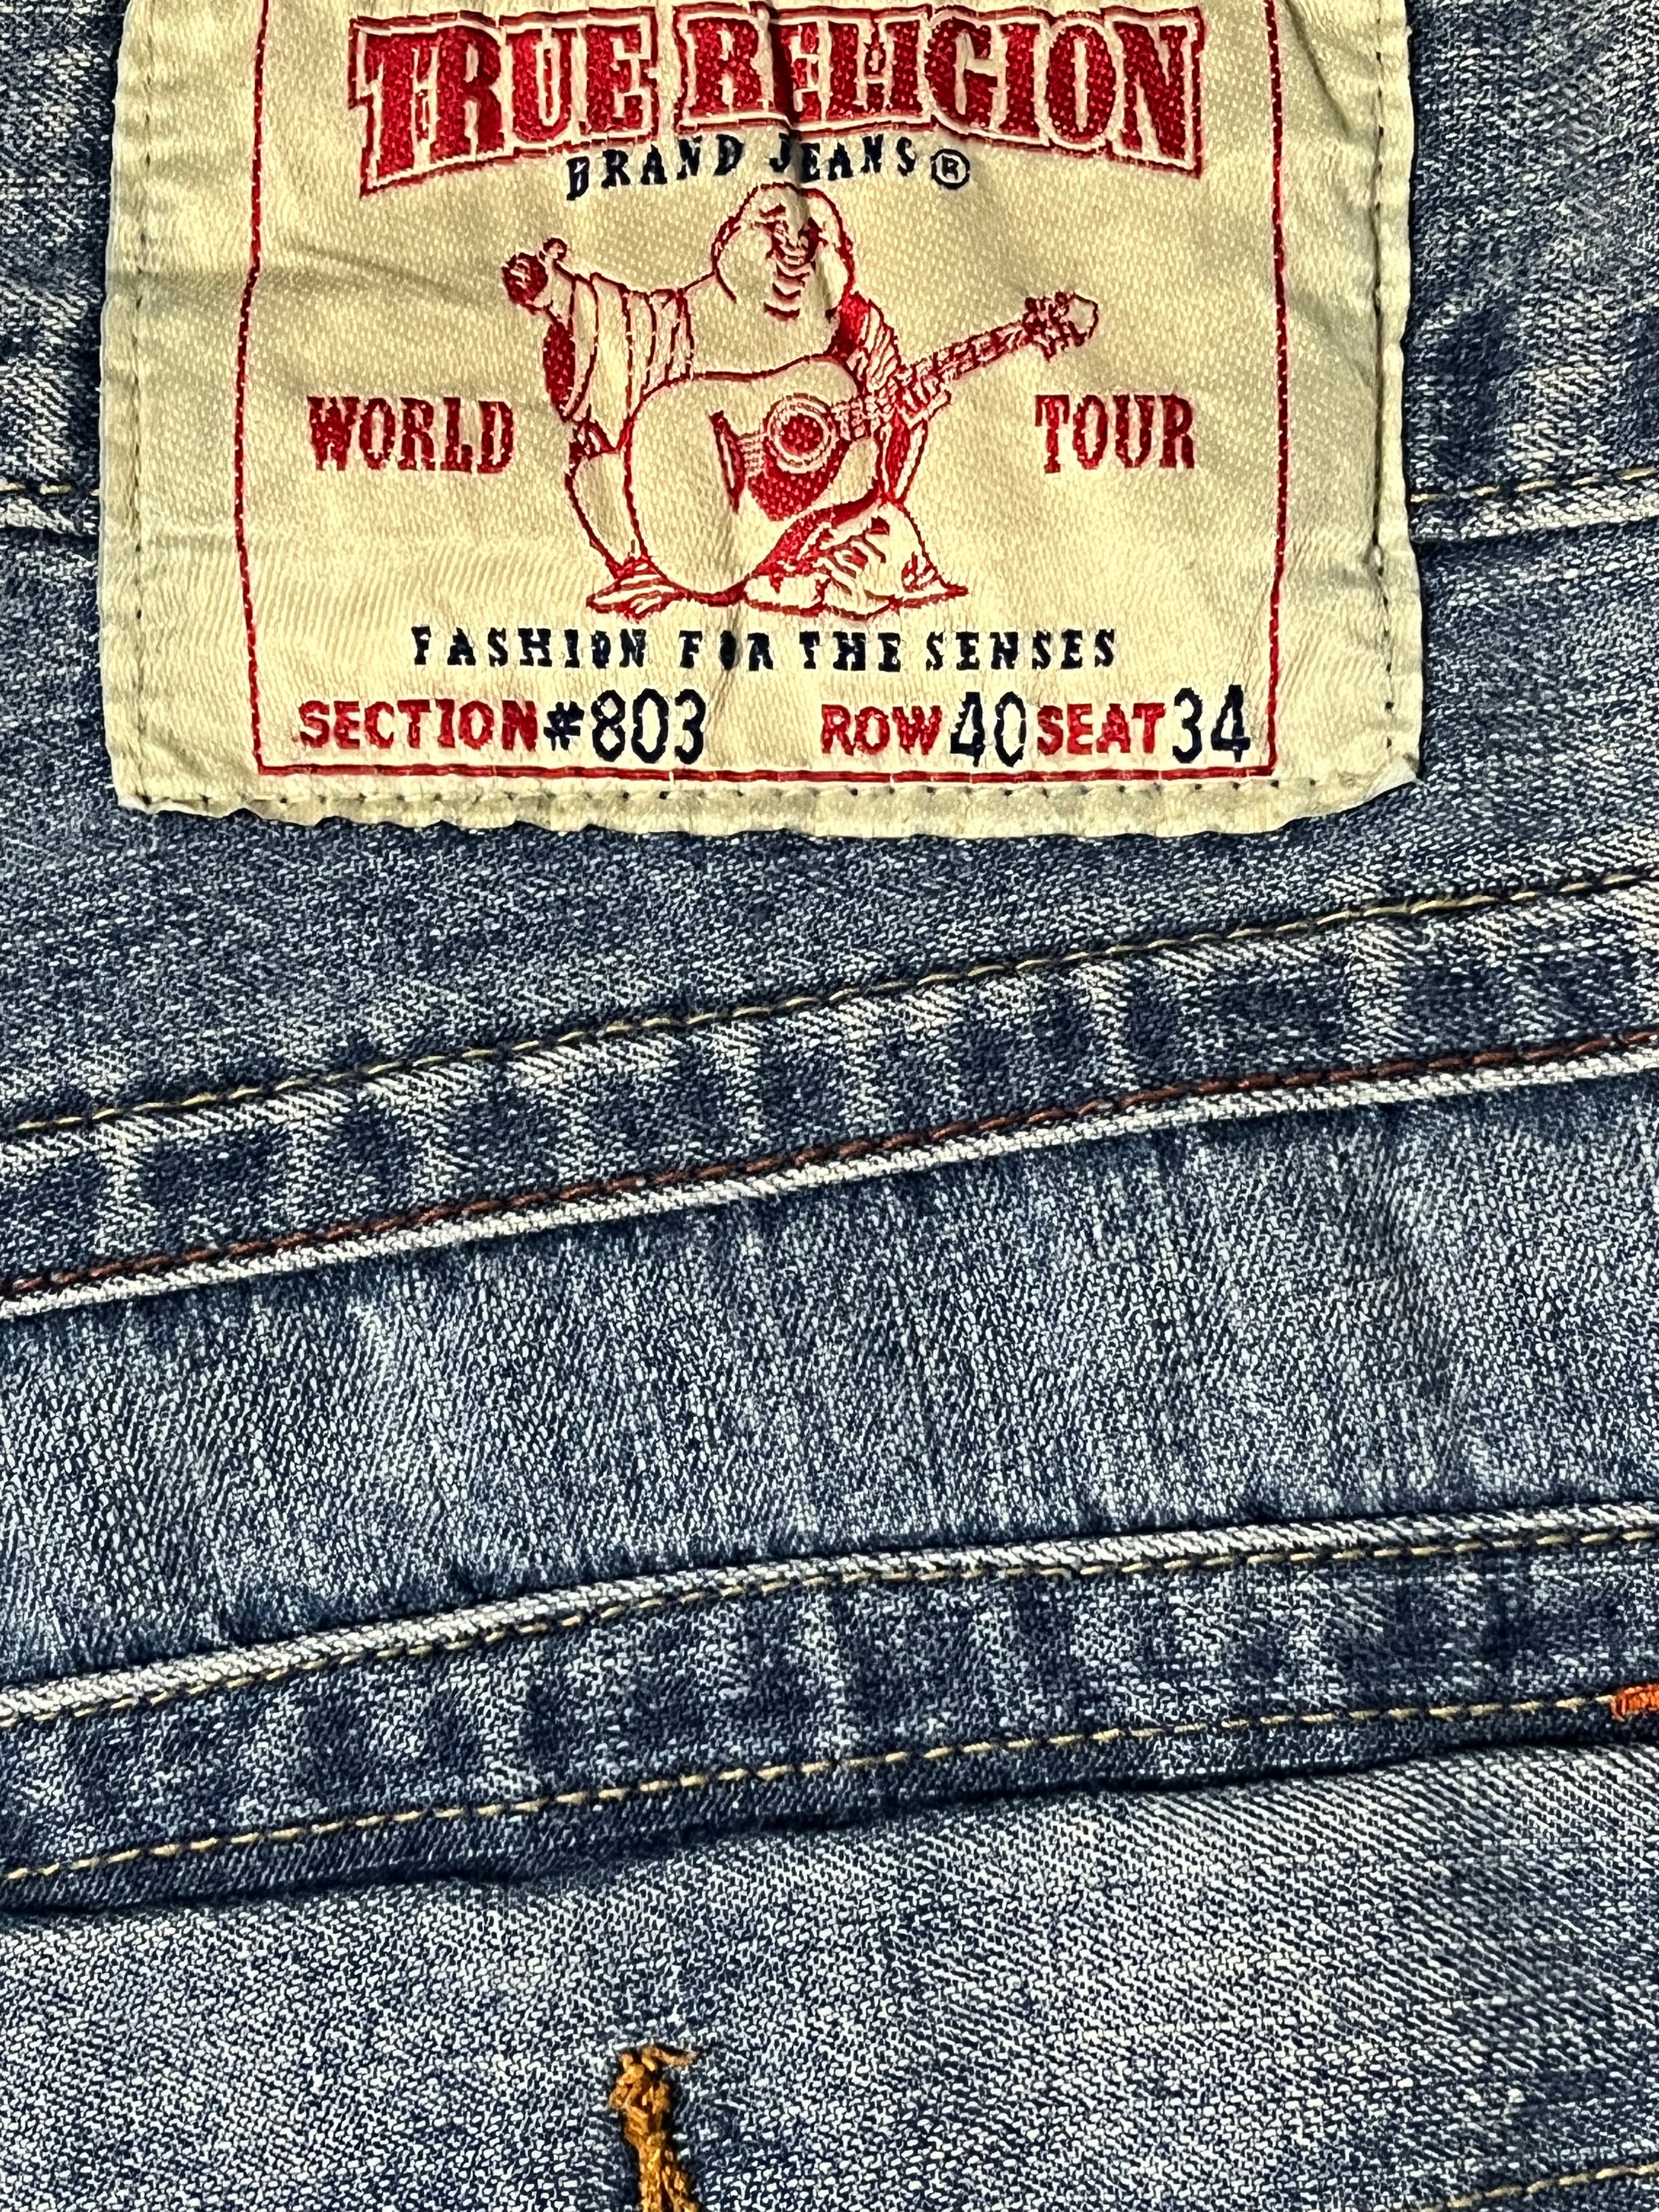 TRUE RELIGION
BRAND JEANS®
WORLD TOUR
FASHION FOR THE SENSES
SECTION#803 ROW40SEAT34